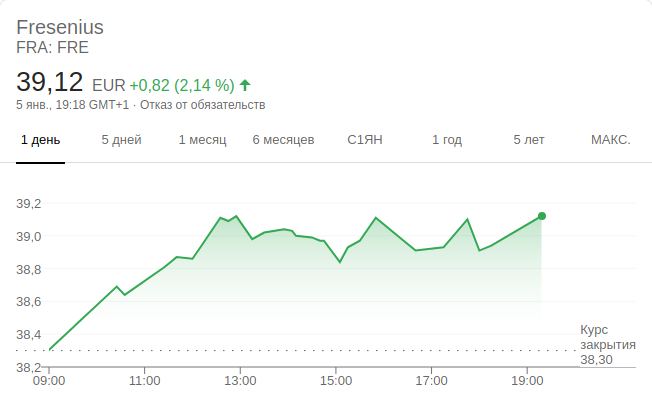 Fresenius
FRA: FRE
39,12 EUR +0,82 (2,14 %)
5 янв., 19:18 GMT+1 · Отказ от обязательств
1 день 5 дней 1 месяц 6 месяцев С1ЯН 1 год 5 лет МАКС.
39,2
39,0
38,8
38,6
38,4
38,2
Курс
закрытия
38,30
09:00 11:00 13:00 15:00 17:00 19:00